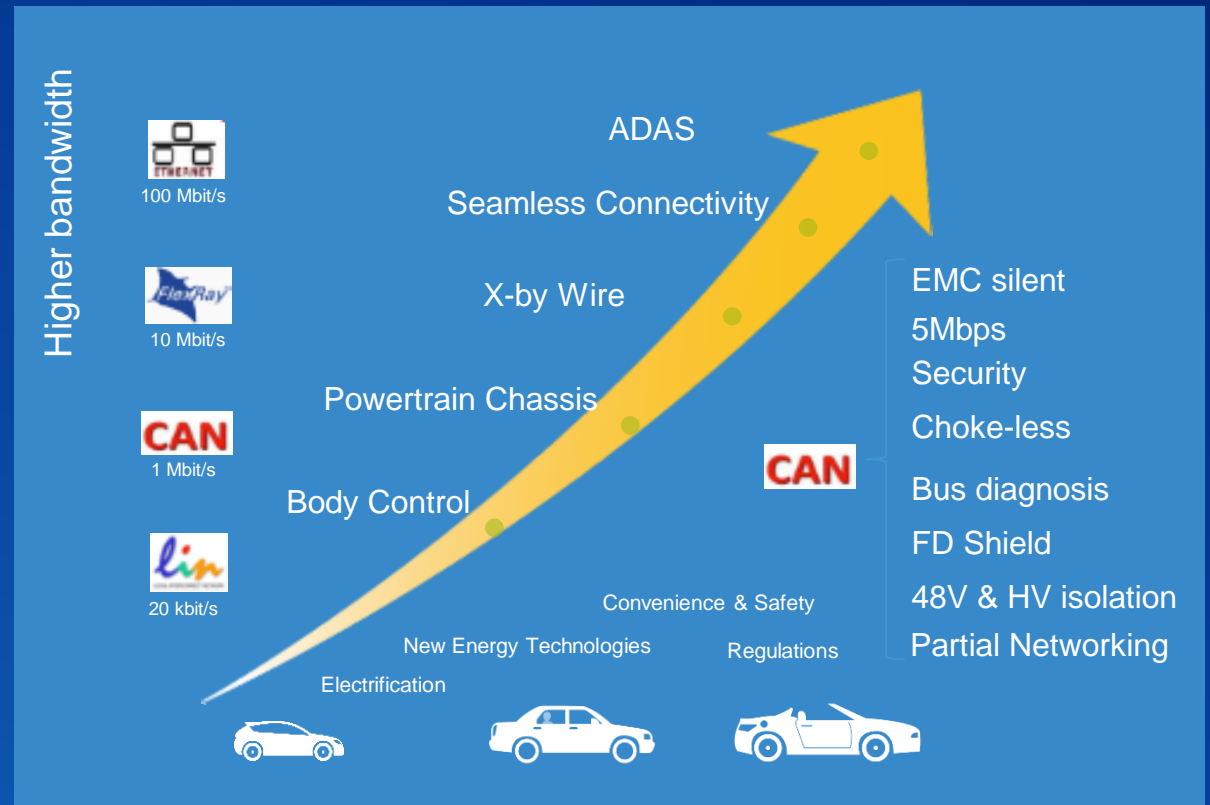 Higher bandwidth
ETHERNET
100 Mbit/s
FlexRay
10 Mbit/s
CAN
1 Mbit/s
lin
20 kbit/s
ADAS
Seamless Connectivity
X-by Wire
Powertrain Chassis
Body Control
CAN
EMC silent
5Mbps
Security
Choke-less
Bus diagnosis
FD Shield
48V & HV isolation
Partial Networking
Convenience & Safety
New Energy Technologies
Regulations
Electrification